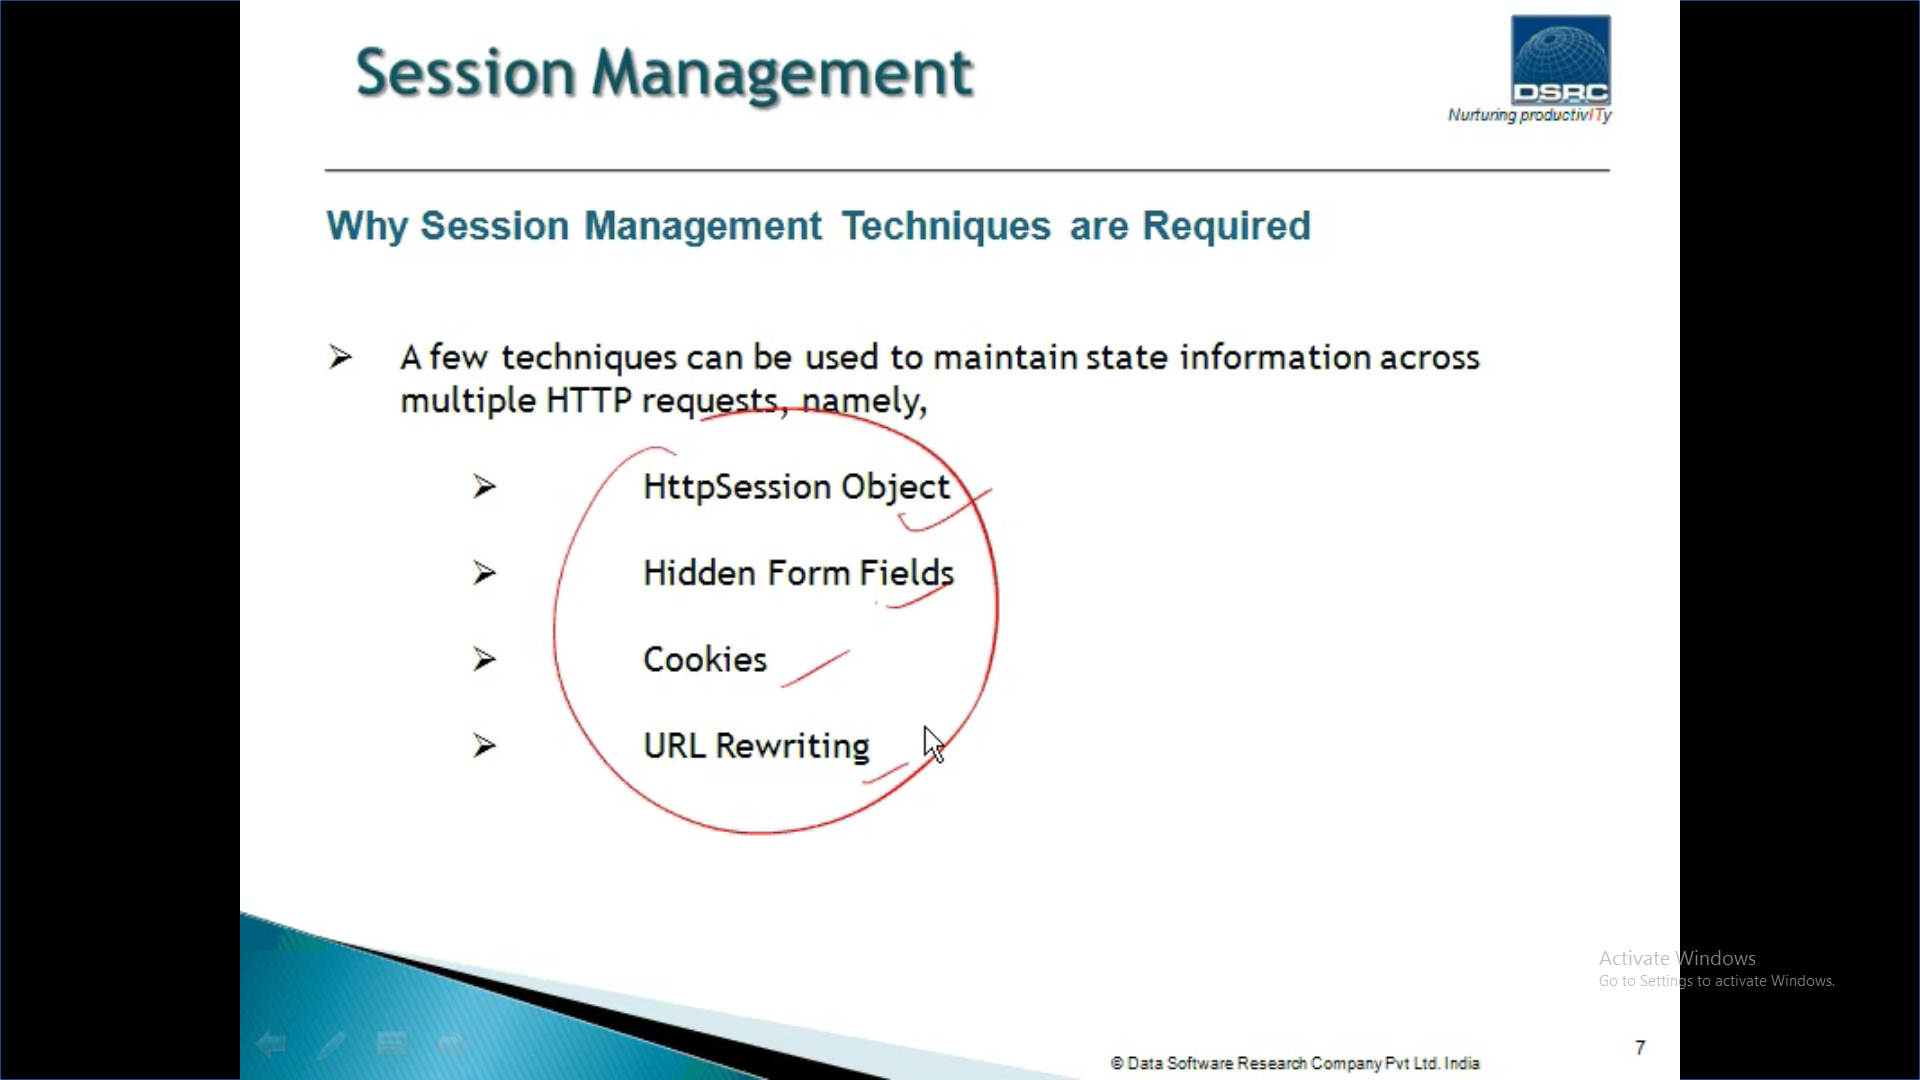 Session Management
DSRC
Nurturing productivITy
Why Session Management Techniques are Required
A few techniques can be used to maintain state information across
multiple HTTP requests, namely,
HttpSession Object
Hidden Form Fields
Cookies
URL Rewriting
Activate Windows
Go to Settings to activate Windows.
7
© Data Software Research Company Pvt Ltd. India